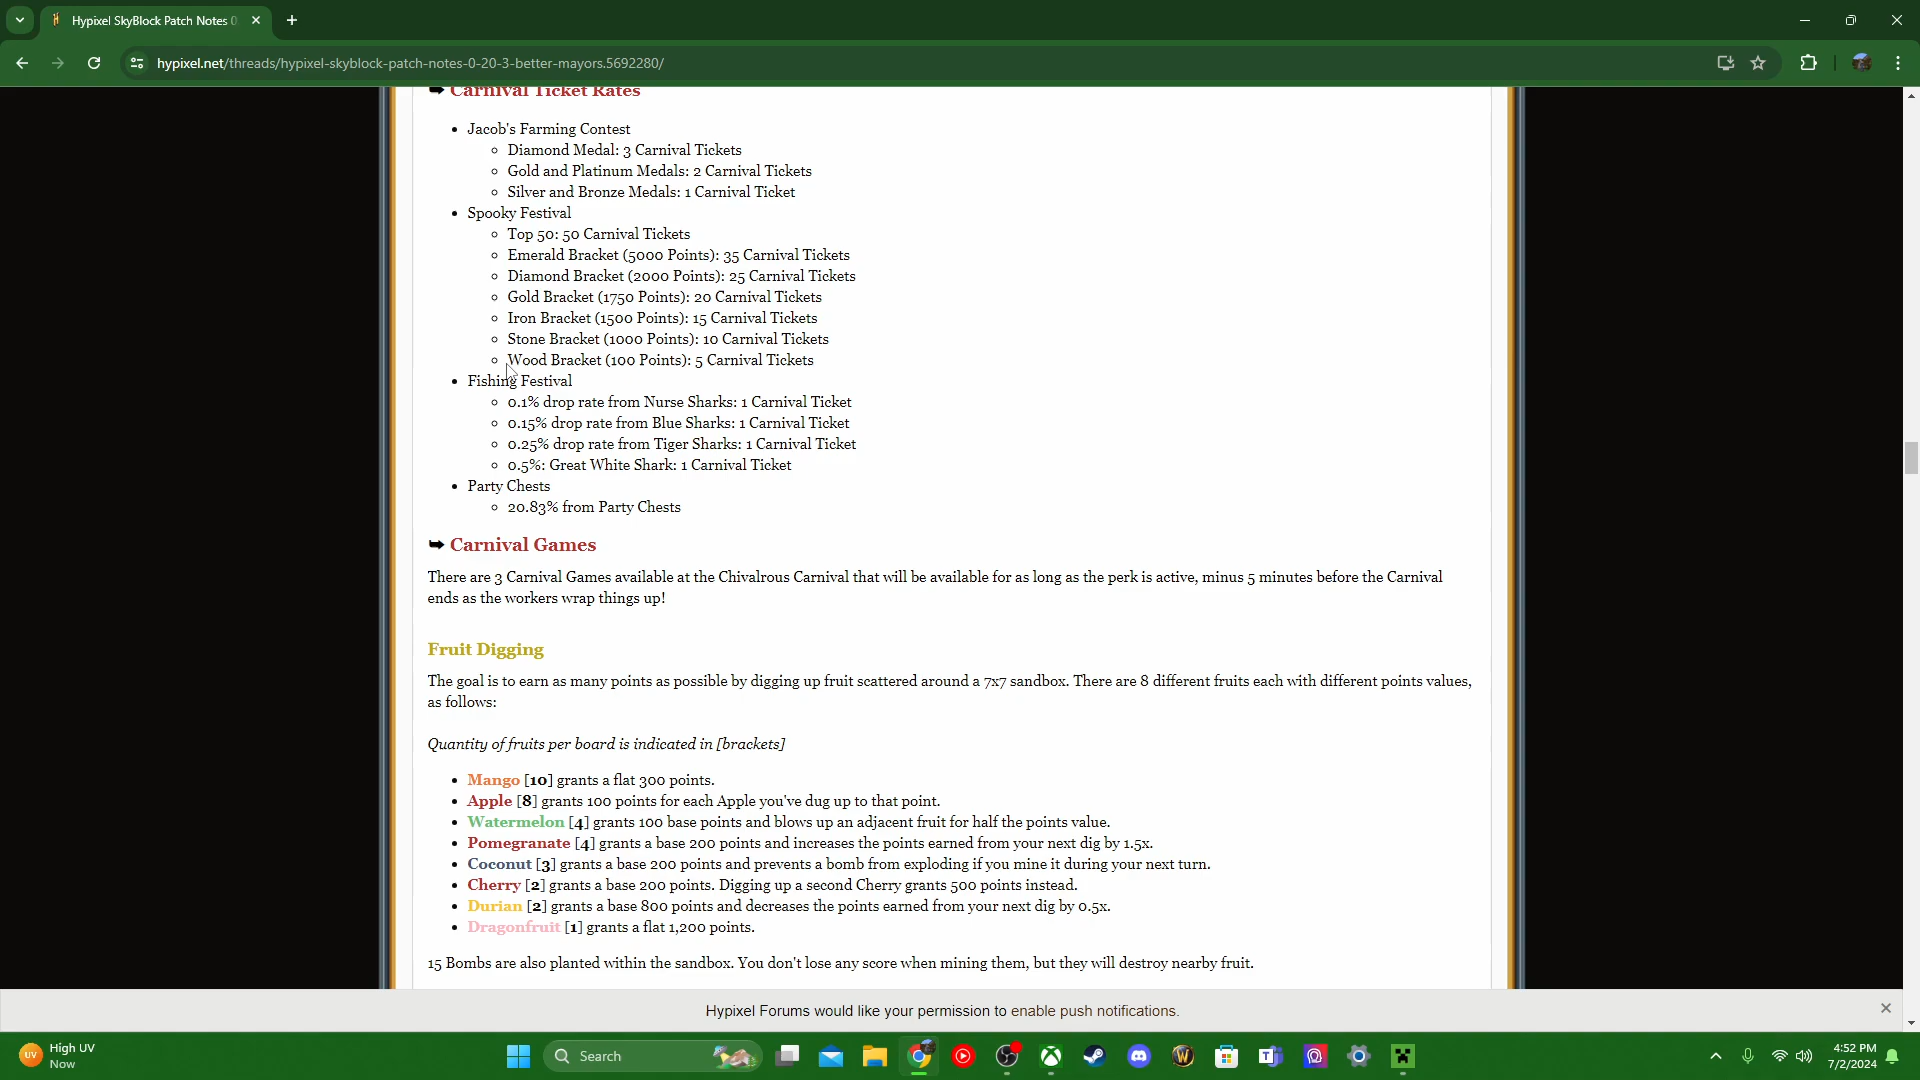 Hypixel SkyBlock Patch Notes 0
hypixel.net/threads/hypixel-skyblock-patch-notes-0-20-3-better-mayors.5692280/
➥ Carnival Ticket Rates
• Jacob's Farming Contest
Diamond Medal: 3 Carnival Tickets
Gold and Platinum Medals: 2 Carnival Tickets
Silver and Bronze Medals: 1 Carnival Ticket
• Spooky Festival
Top 50: 50 Carnival Tickets
Emerald Bracket (5000 Points): 35 Carnival Tickets
Diamond Bracket (2000 Points): 25 Carnival Tickets
Gold Bracket (1750 Points): 20 Carnival Tickets
Iron Bracket (1500 Points): 15 Carnival Tickets
Stone Bracket (1000 Points): 10 Carnival Tickets
Wood Bracket (100 Points): 5 Carnival Tickets
• Fishing Festival
0.1% drop rate from Nurse Sharks: 1 Carnival Ticket
0.15% drop rate from Blue Sharks: 1 Carnival Ticket
0.25% drop rate from Tiger Sharks: 1 Carnival Ticket
0.5%: Great White Shark: 1 Carnival Ticket
• Party Chests
20.83% from Party Chests
➥ Carnival Games
There are 3 Carnival Games available at the Chivalrous Carnival that will be available for as long as the perk is active, minus 5 minutes before the Carnival
ends as the workers wrap things up!
Fruit Digging
The goal is to earn as many points as possible by digging up fruit scattered around a 7x7 sandbox. There are 8 different fruits each with different points values,
as follows:
Quantity of fruits per board is indicated in [brackets]
• Mango [10] grants a flat 300 points.
• Apple [8] grants 100 points for each Apple you've dug up to that point.
• Watermelon [4] grants 100 base points and blows up an adjacent fruit for half the points value.
• Pomegranate [4] grants a base 200 points and increases the points earned from your next dig by 1.5x.
• Coconut [3] grants a base 200 points and prevents a bomb from exploding if you mine it during your next turn.
• Cherry [2] grants a base 200 points. Digging up a second Cherry grants 500 points instead.
• Durian [2] grants a base 800 points and decreases the points earned from your next dig by 0.5x.
• Dragonfruit [1] grants a flat 1,200 points.
15 Bombs are also planted within the sandbox. You don't lose any score when mining them, but they will destroy nearby fruit.
Hypixel Forums would like your permission to enable push notifications.
UV
High UV
Now
Search
4:52 PM
7/2/2024